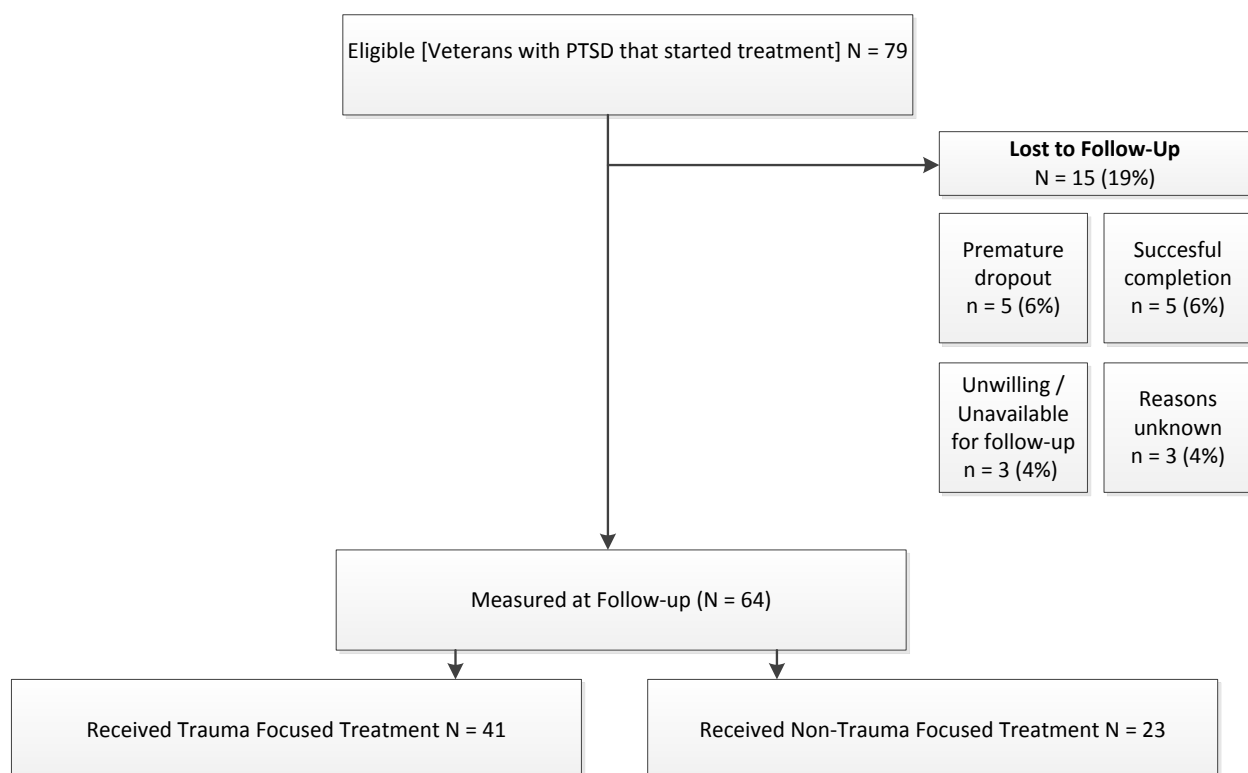 Eligible [Veterans with PTSD that started treatment] N = 79
Lost to Follow-Up
N = 15 (19%)
Premature
dropout
n = 5 (6%)
Succesful
completion
n = 5 (6%)
Unwilling /
Unavailable
for follow-up
n = 3 (4%)
Reasons
unknown
n = 3 (4%)
Measured at Follow-up (N = 64)
Received Trauma Focused Treatment N = 41
Received Non-Trauma Focused Treatment N = 23